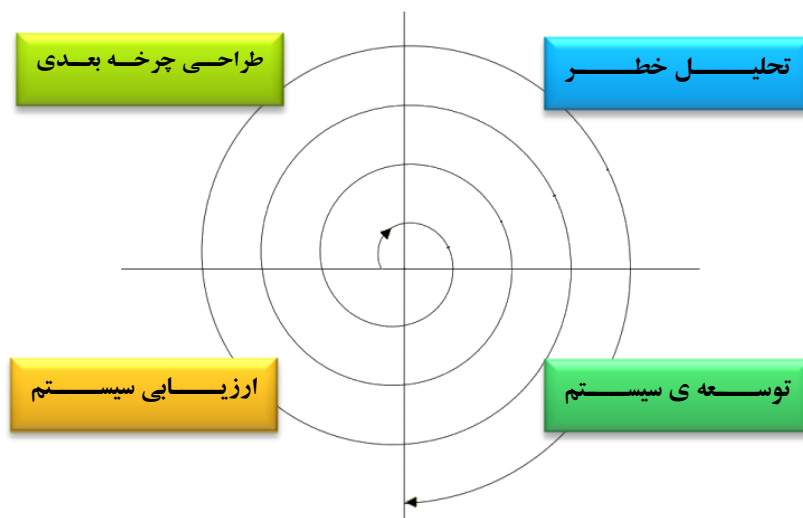 تحلیل خطر
طراحی چرخه بعدی
توسعه ی سیستم
ارزیابی سیستم